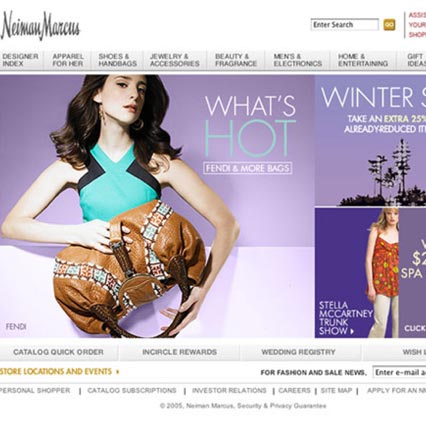 Neiman Marcus
Enter Search
GO
ASSIS
YOUR
SHOP
DESIGNER INDEX
APPAREL FOR HER
SHOES & HANDBAGS
JEWELRY & ACCESSORIES
BEAUTY & FRAGRANCE
MEN'S & ELECTRONICS
HOME & ENTERTAINING
GIFT IDEAS
WHAT'S
HOT
FENDI & MORE BAGS
FENDI
WINTER S
TAKE AN EXTRA 25%
ALREADYREDUCED IT
STELLA
MCCARTNEY
TRUNK
SHOW ▸
$2
SPA
CLICK
CATALOG QUICK ORDER
INCIRCLE REWARDS
WEDDING REGISTRY
WISH L
STORE LOCATIONS AND EVENTS ▸
FOR FASHION AND SALE NEWS,
Enter e-mail a
PERSONAL SHOPPER | CATALOG SUBSCRIPTIONS | INVESTOR RELATIONS | CAREERS | SITE MAP | APPLY FOR AN N
© 2005, Neiman Marcus, Security & Privacy Guarantee